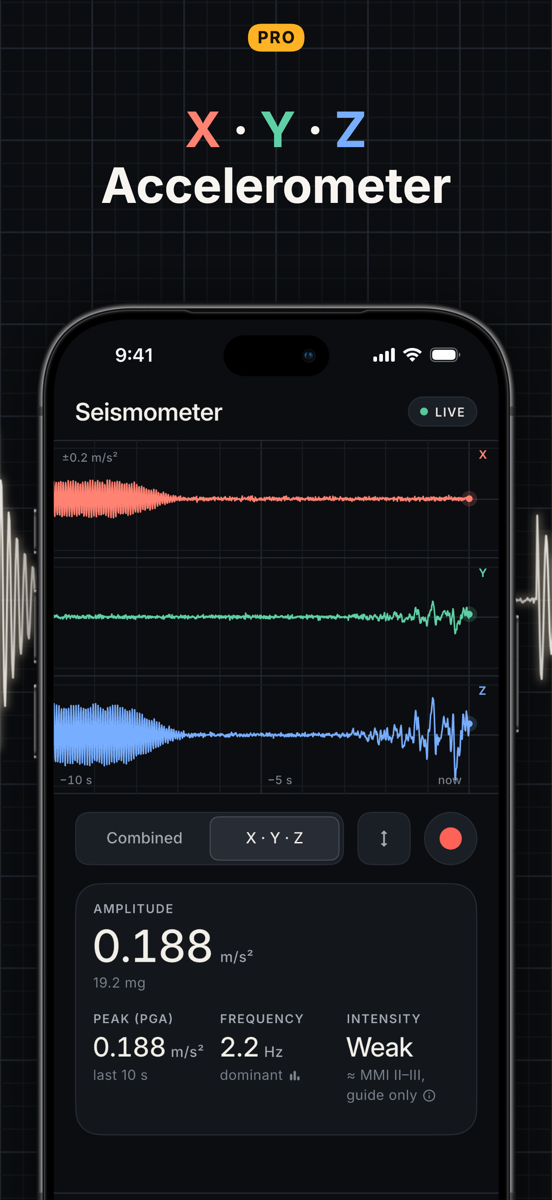 PRO
X · Y · Z
Accelerometer
9:41
Seismometer
LIVE
±0.2 m/s²
X
Y
Z
−10 s
−5 s
now
Combined
X · Y · Z
AMPLITUDE
0.188 m/s²
19.2 mg
PEAK (PGA)
0.188 m/s²
last 10 s
FREQUENCY
2.2 Hz
dominant
INTENSITY
Weak
≈ MMI II–III,
guide only